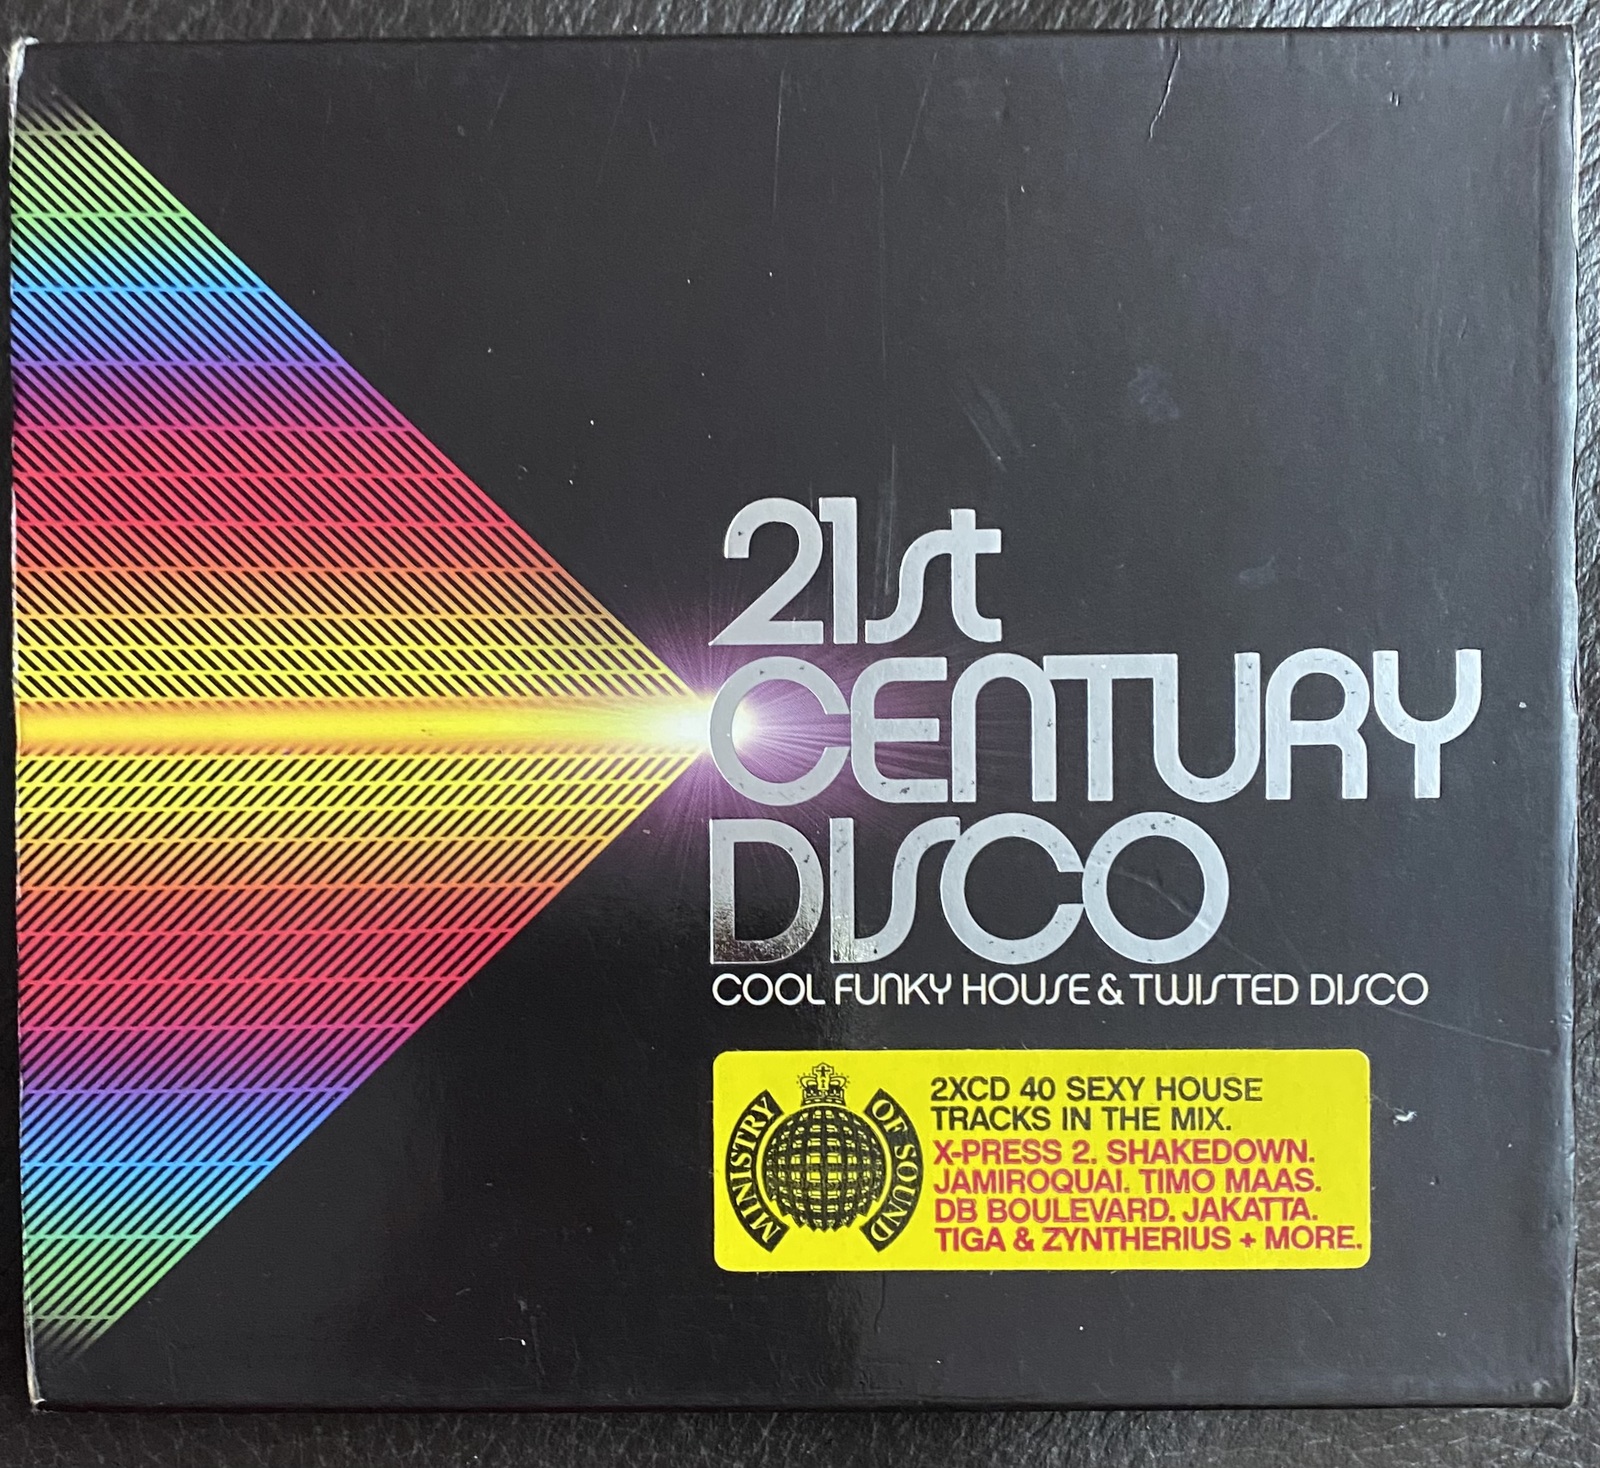 21st
CENTURY
DISCO
COOL FUNKY HOUSE & TWISTED DISCO
MINISTRY OF SOUND
2XCD 40 SEXY HOUSE
TRACKS IN THE MIX.
X-PRESS 2. SHAKEDOWN.
JAMIROQUAI. TIMO MAAS.
DB BOULEVARD. JAKATTA.
TIGA & ZYNTHERIUS + MORE.